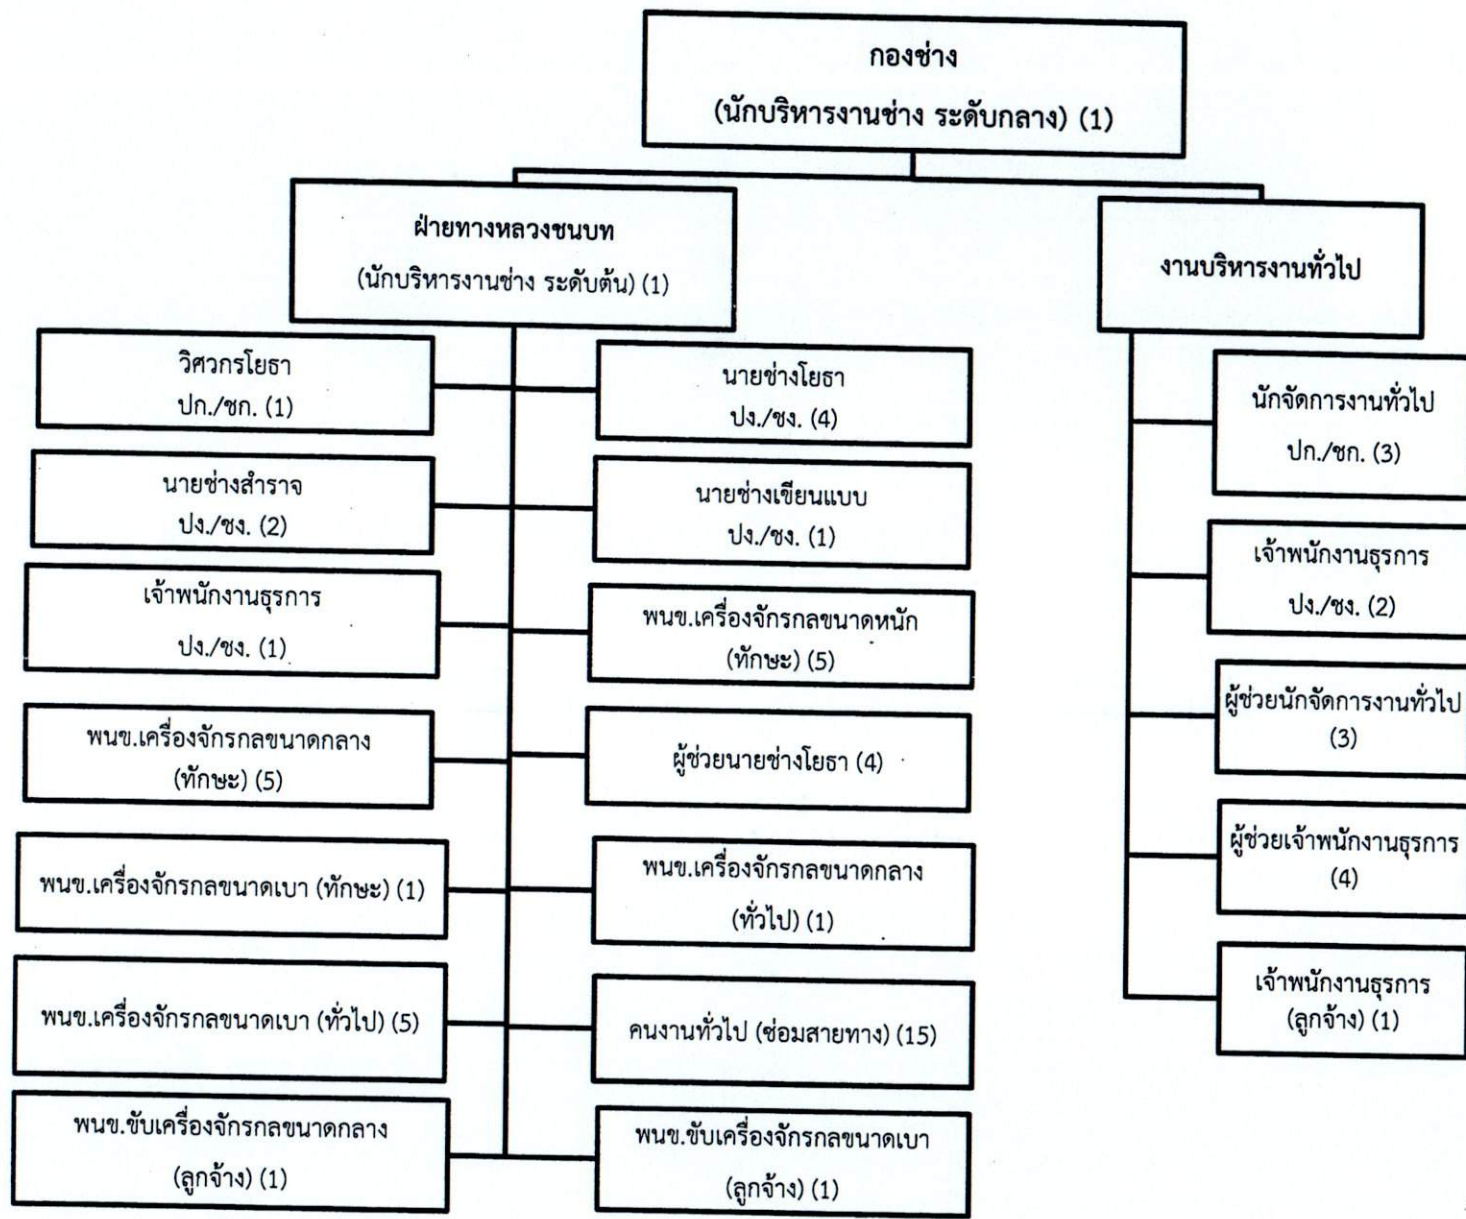 กองช่าง
(นักบริหารงานช่าง ระดับกลาง) (1)
ฝ่ายทางหลวงชนบท
(นักบริหารงานช่าง ระดับต้น) (1)
งานบริหารงานทั่วไป
วิศวกรโยธา
ปก./ชก. (1)
นายช่างโยธา
ปง./ชง. (4)
นายช่างสำราจ
ปง./ชง. (2)
นายช่างเขียนแบบ
ปง./ชง. (1)
เจ้าพนักงานธุรการ
ปง./ชง. (1)
พนข.เครื่องจักรกลขนาดหนัก
(ทักษะ) (5)
พนข.เครื่องจักรกลขนาดกลาง
(ทักษะ) (5)
ผู้ช่วยนายช่างโยธา (4)
พนข.เครื่องจักรกลขนาดเบา (ทักษะ) (1)
พนข.เครื่องจักรกลขนาดกลาง
(ทั่วไป) (1)
พนข.เครื่องจักรกลขนาดเบา (ทั่วไป) (5)
คนงานทั่วไป (ซ่อมสายทาง) (15)
พนข.ขับเครื่องจักรกลขนาดกลาง
(ลูกจ้าง) (1)
พนข.ขับเครื่องจักรกลขนาดเบา
(ลูกจ้าง) (1)
นักจัดการงานทั่วไป
ปก./ชก. (3)
เจ้าพนักงานธุรการ
ปง./ชง. (2)
ผู้ช่วยนักจัดการงานทั่วไป
(3)
ผู้ช่วยเจ้าพนักงานธุรการ
(4)
เจ้าพนักงานธุรการ
(ลูกจ้าง) (1)